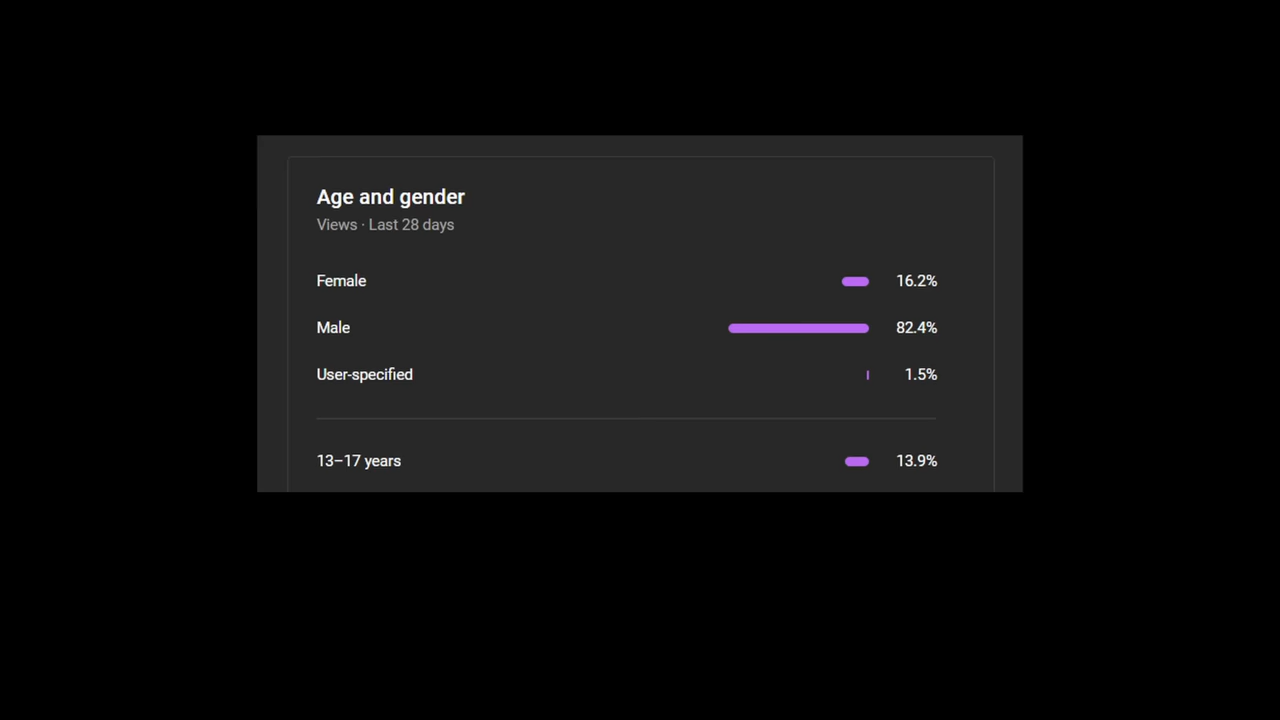 Age and gender
Views · Last 28 days
Female 16.2%
Male 82.4%
User-specified 1.5%
13–17 years 13.9%